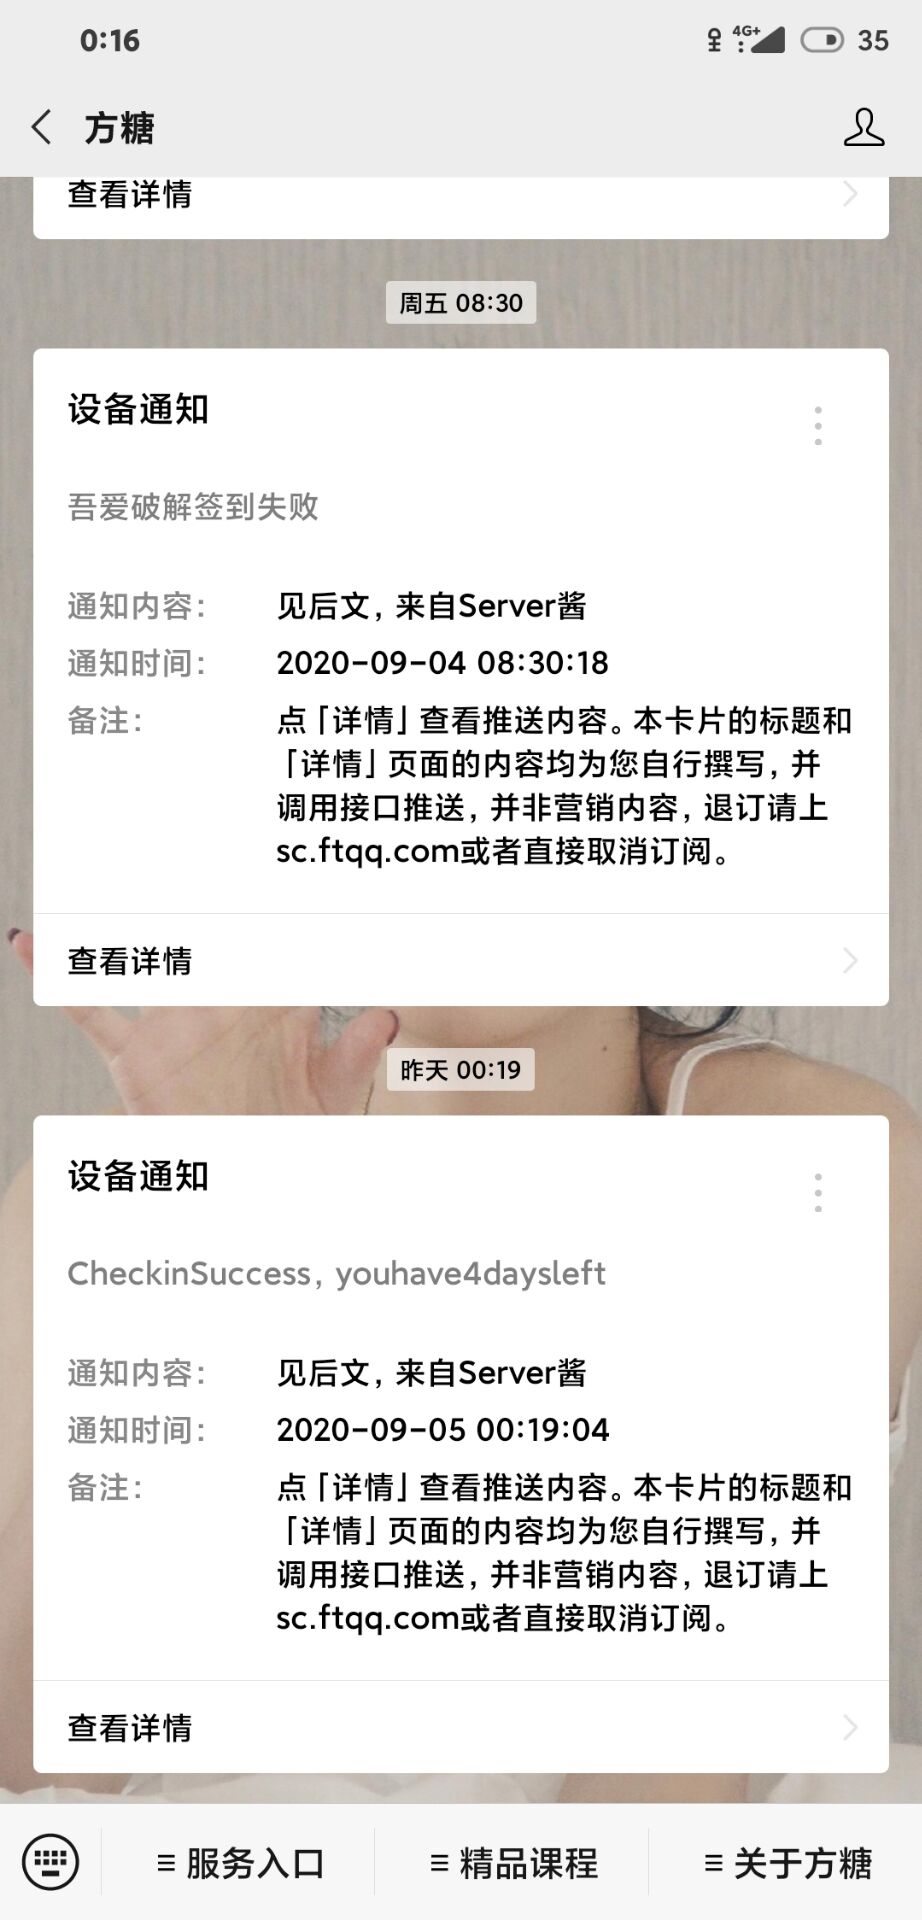 0:16
4G+
35
方糖
查看详情
周五 08:30
设备通知
吾爱破解签到失败
通知内容：
见后文，来自Server酱
通知时间：
2020-09-04 08:30:18
备注：
点「详情」查看推送内容。本卡片的标题和
「详情」页面的内容均为您自行撰写，并
调用接口推送，并非营销内容，退订请上
sc.ftqq.com或者直接取消订阅。
查看详情
昨天 00:19
设备通知
CheckinSuccess，youhave4daysleft
通知内容：
见后文，来自Server酱
通知时间：
2020-09-05 00:19:04
备注：
点「详情」查看推送内容。本卡片的标题和
「详情」页面的内容均为您自行撰写，并
调用接口推送，并非营销内容，退订请上
sc.ftqq.com或者直接取消订阅。
查看详情
服务入口
精品课程
关于方糖